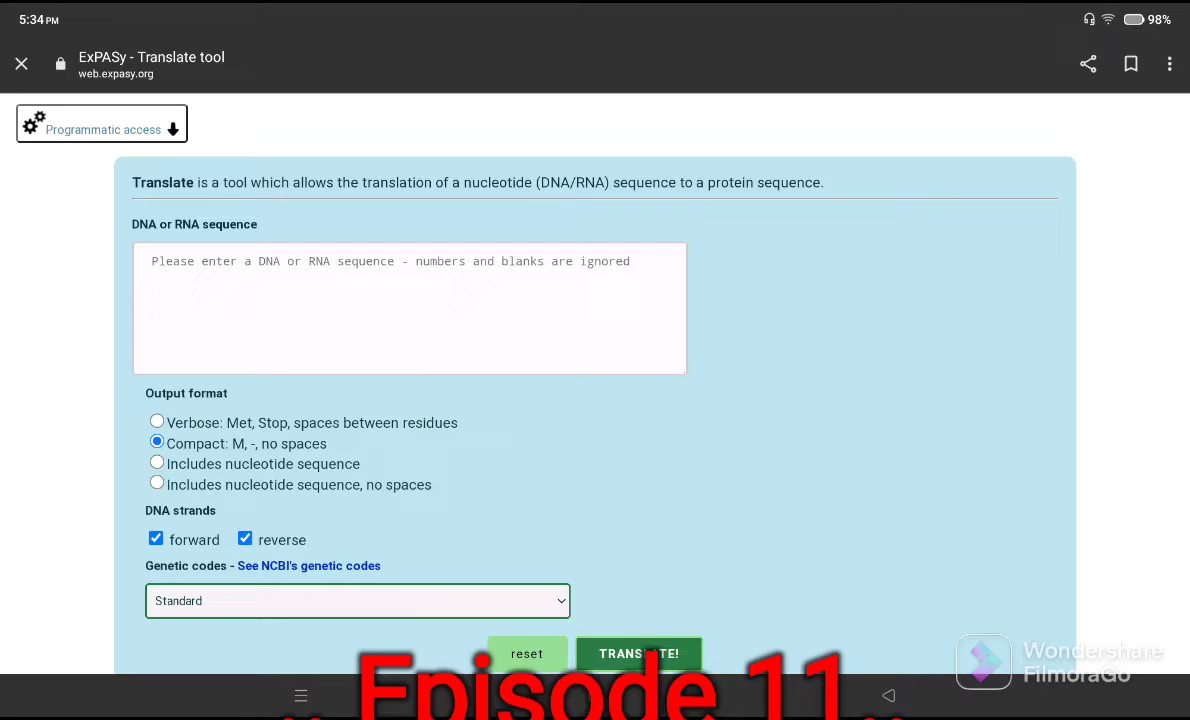 5:34 PM
98%
ExPASy - Translate tool
web.expasy.org
Programmatic access
Translate is a tool which allows the translation of a nucleotide (DNA/RNA) sequence to a protein sequence.
DNA or RNA sequence
Please enter a DNA or RNA sequence - numbers and blanks are ignored
Output format
Verbose: Met, Stop, spaces between residues
Compact: M, -, no spaces
Includes nucleotide sequence
Includes nucleotide sequence, no spaces
DNA strands
forward reverse
Genetic codes - See NCBI's genetic codes
Standard
reset TRANSLATE!
Wondershare
FilmoraGo
Episode 11